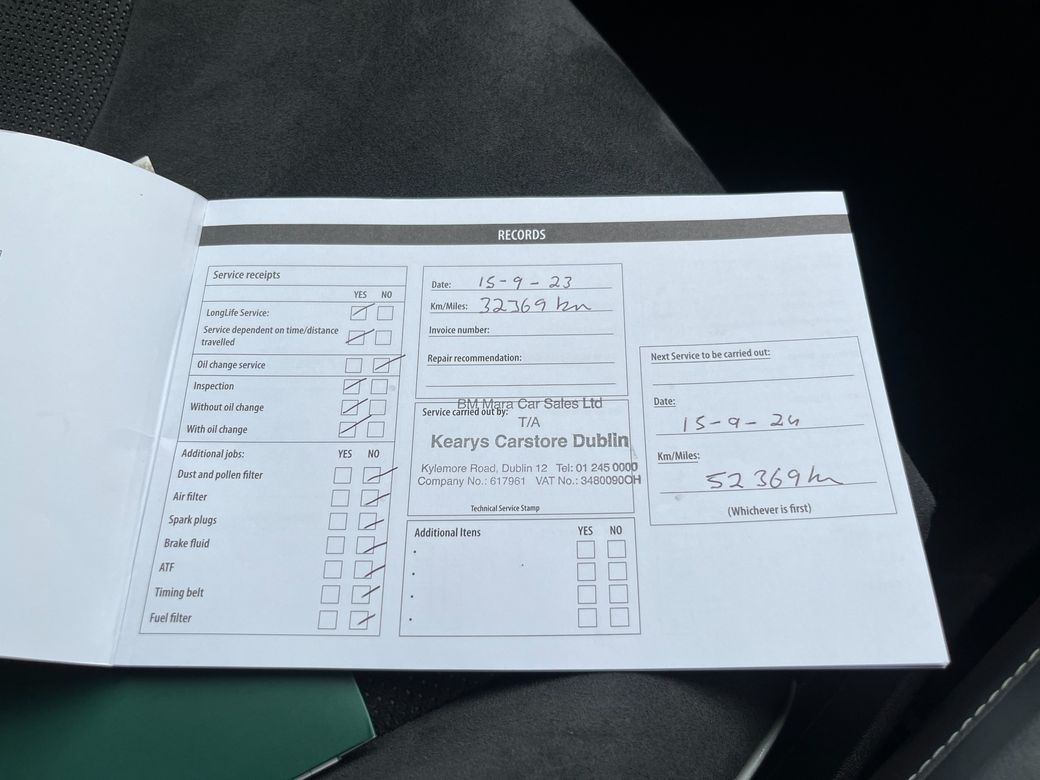 RECORDS
Service receipts
YES NO
LongLife Service:
Service dependent on time/distance
travelled
Oil change service
Inspection
Without oil change
With oil change
Additional jobs: YES NO
Dust and pollen filter
Air filter
Spark plugs
Brake fluid
ATF
Timing belt
Fuel filter
Date: 15-9-23
Km/Miles: 32369 km
Invoice number:
Repair recommendation:
Service carried out by:
BM Mara Car Sales Ltd
T/A
Kearys Carstore Dublin
Kylemore Road, Dublin 12 Tel: 01 245 0000
Company No.: 617961 VAT No.: 3480090OH
Technical Service Stamp
Additional Itens YES NO
Next Service to be carried out:
Date:
15-9-24
Km/Miles:
52369 km
(Whichever is first)